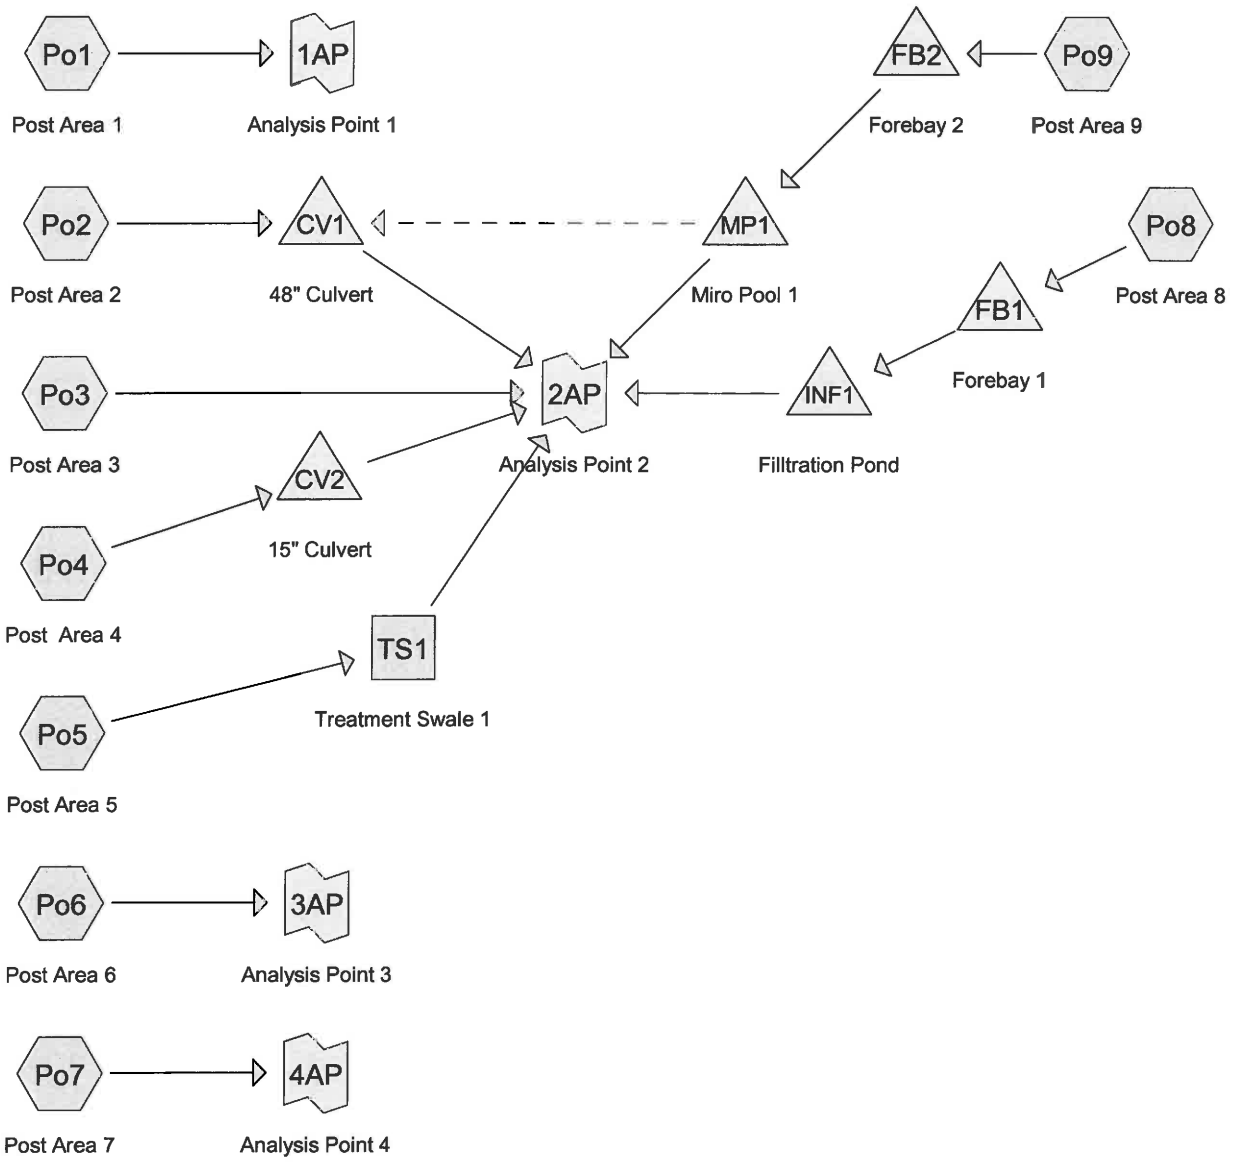 Po1
1AP
FB2
Po9
Post Area 1
Analysis Point 1
Forebay 2
Post Area 9
Po2
CV1
MP1
Po8
Post Area 2
48" Culvert
Miro Pool 1
Post Area 8
FB1
Forebay 1
Po3
2AP
INF1
Post Area 3
Analysis Point 2
Filltration Pond
CV2
15" Culvert
Po4
Post Area 4
TS1
Treatment Swale 1
Po5
Post Area 5
Po6
3AP
Post Area 6
Analysis Point 3
Po7
4AP
Post Area 7
Analysis Point 4